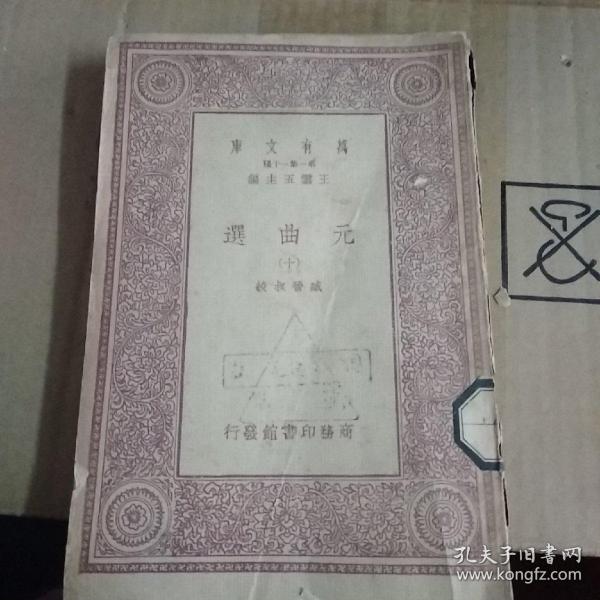 萬有文庫
第一集一千種
王雲五主編
元曲選
(十)
臧晉叔校
商務印書館發行
孔夫子旧书网
www.kongfz.com